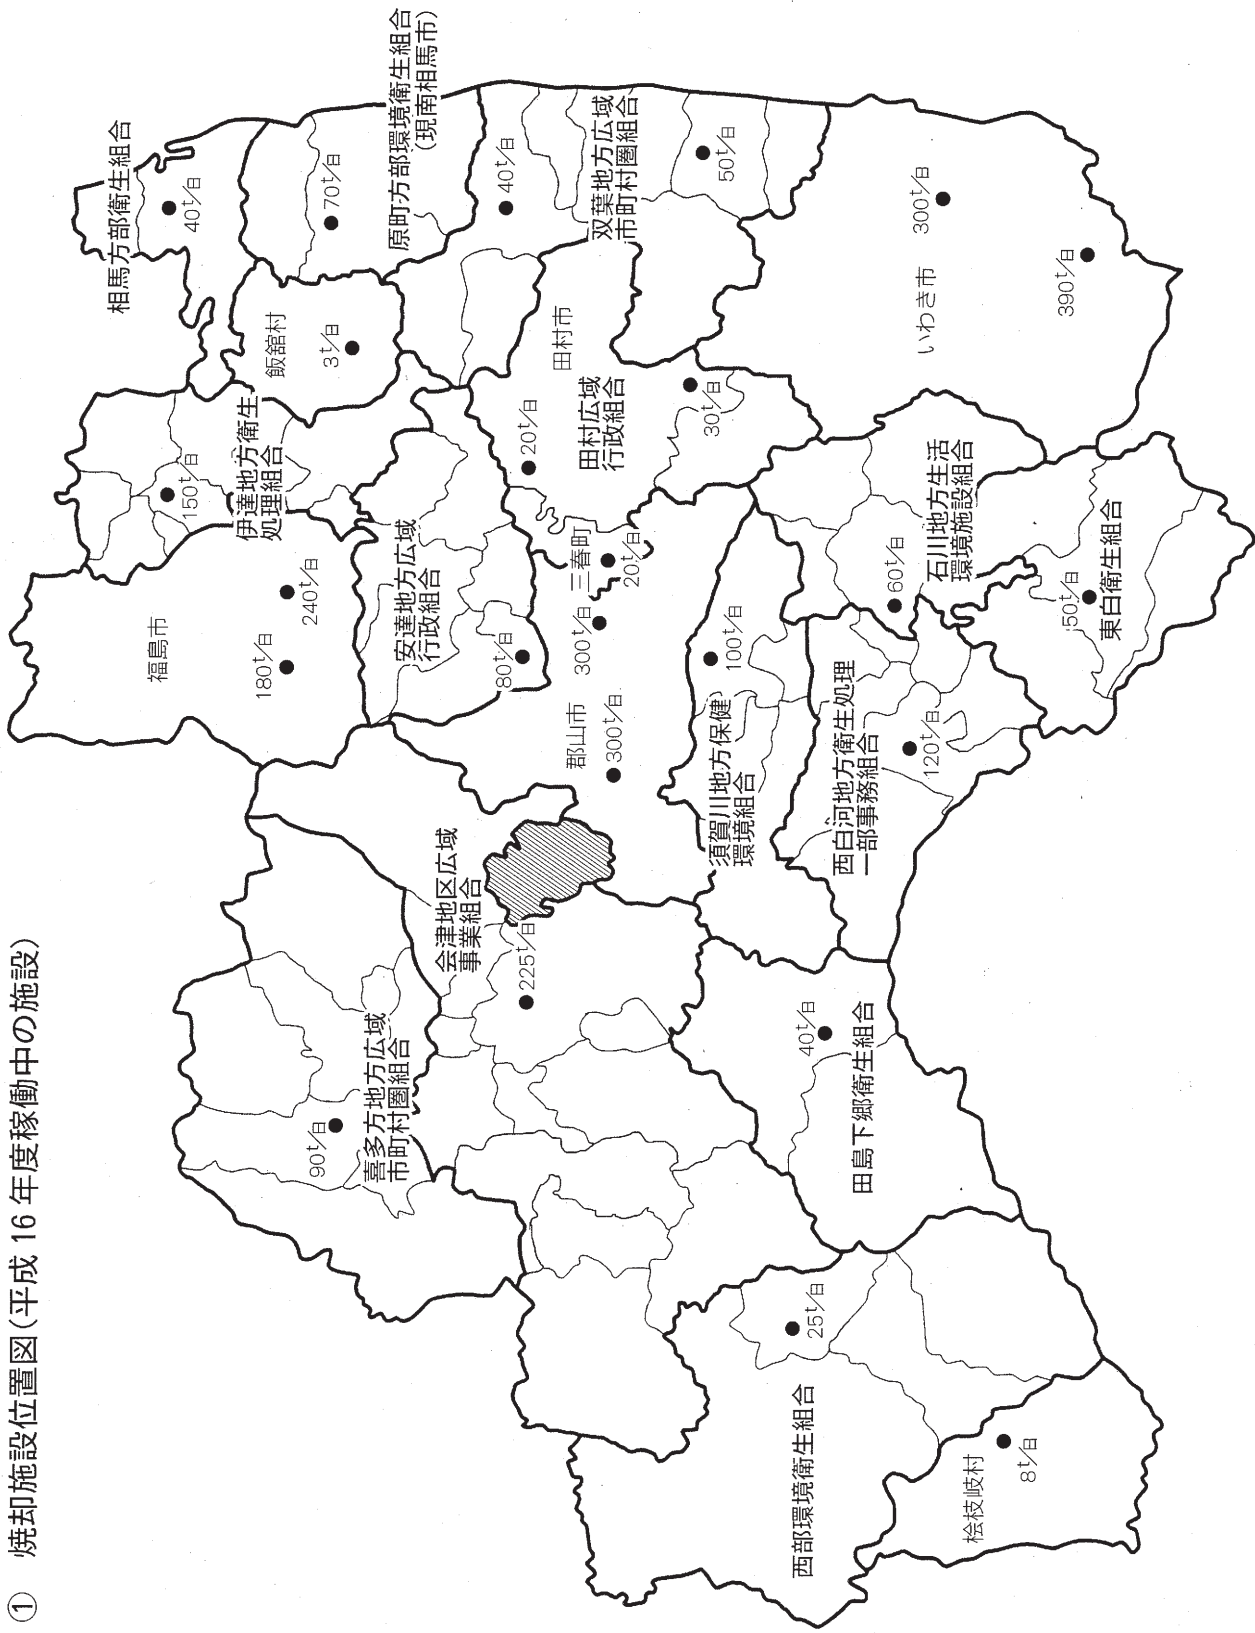 ① 焼却施設位置図(平成16年度稼働中の施設)
相馬方部衛生組合
40t/日
70t/日
原町方部環境衛生組合
(現南相馬市)
飯舘村
3t/日
伊達地方衛生
処理組合
150t/日
福島市
240t/日
180t/日
安達地方広域
行政組合
80t/日
40t/日
双葉地方広域
市町村圏組合
50t/日
田村市
田村広域
行政組合
20t/日
30t/日
三春町
20t/日
郡山市
300t/日
300t/日
いわき市
300t/日
390t/日
須賀川地方保健
環境組合
100t/日
石川地方生活
環境施設組合
60t/日
東白衛生組合
50t/日
西白河地方衛生処理
一部事務組合
120t/日
会津地区広域
事業組合
225t/日
喜多方地方広域
市町村圏組合
90t/日
田島下郷衛生組合
40t/日
西部環境衛生組合
25t/日
桧枝岐村
8t/日